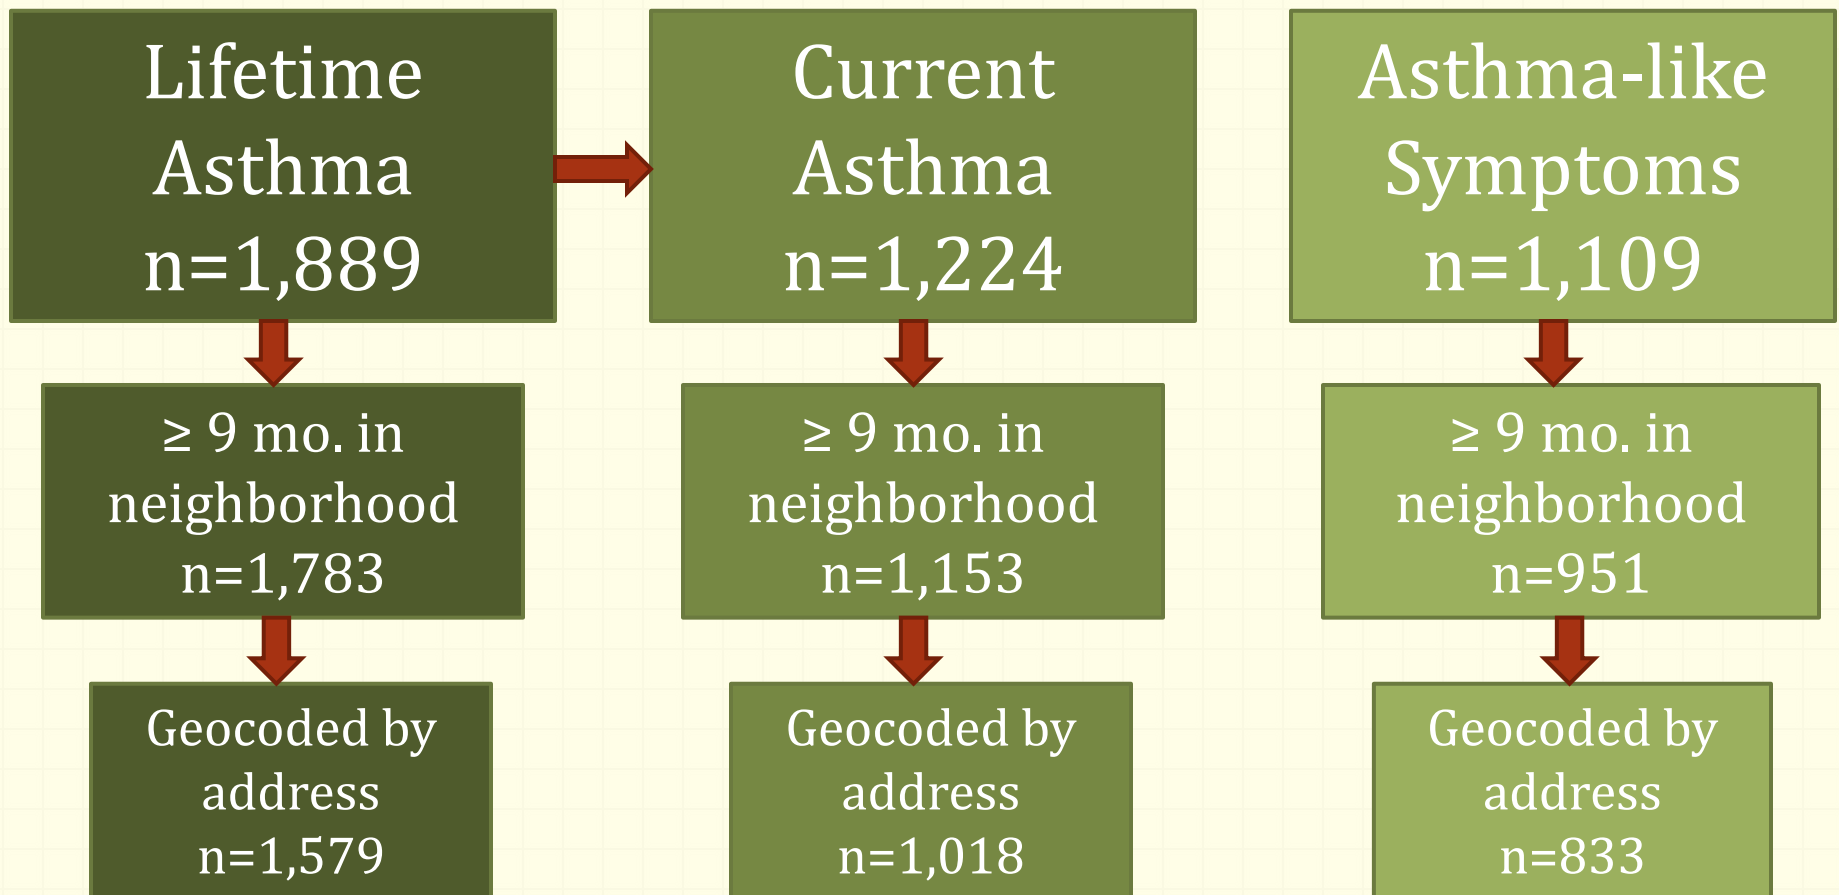 Lifetime
Asthma
n=1,889
Current
Asthma
n=1,224
Asthma-like
Symptoms
n=1,109
≥ 9 mo. in
neighborhood
n=1,783
≥ 9 mo. in
neighborhood
n=1,153
≥ 9 mo. in
neighborhood
n=951
Geocoded by
address
n=1,579
Geocoded by
address
n=1,018
Geocoded by
address
n=833